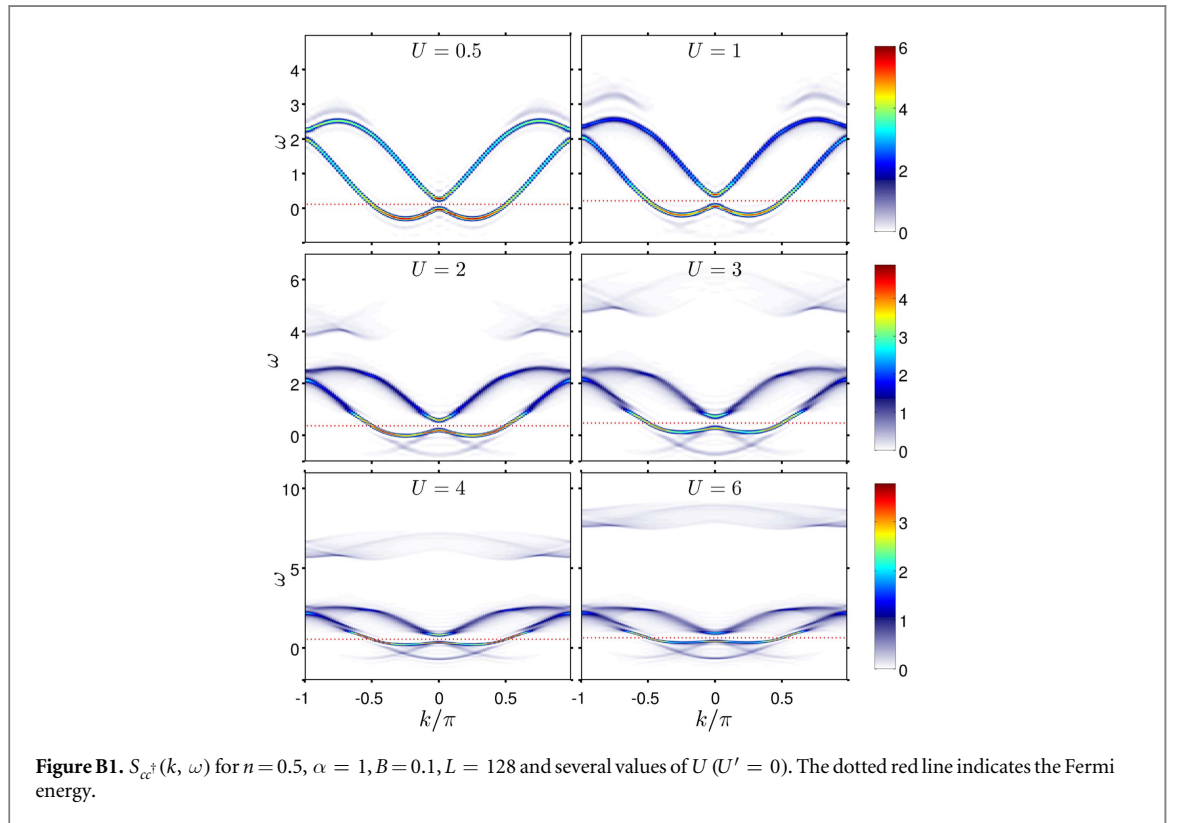 U = 0.5
U = 1
4
3
ω
2
1
0
6
4
2
0
U = 2
U = 3
6
4
ω
2
0
4
3
2
1
0
U = 4
U = 6
10
5
ω
0
3
2
1
0
-1 -0.5 0 0.5 -1 -0.5 0 0.5 1
k/π k/π
Figure B1. S_{cc†}(k, ω) for n = 0.5, α = 1, B = 0.1, L = 128 and several values of U (U′ = 0). The dotted red line indicates the Fermi
energy.